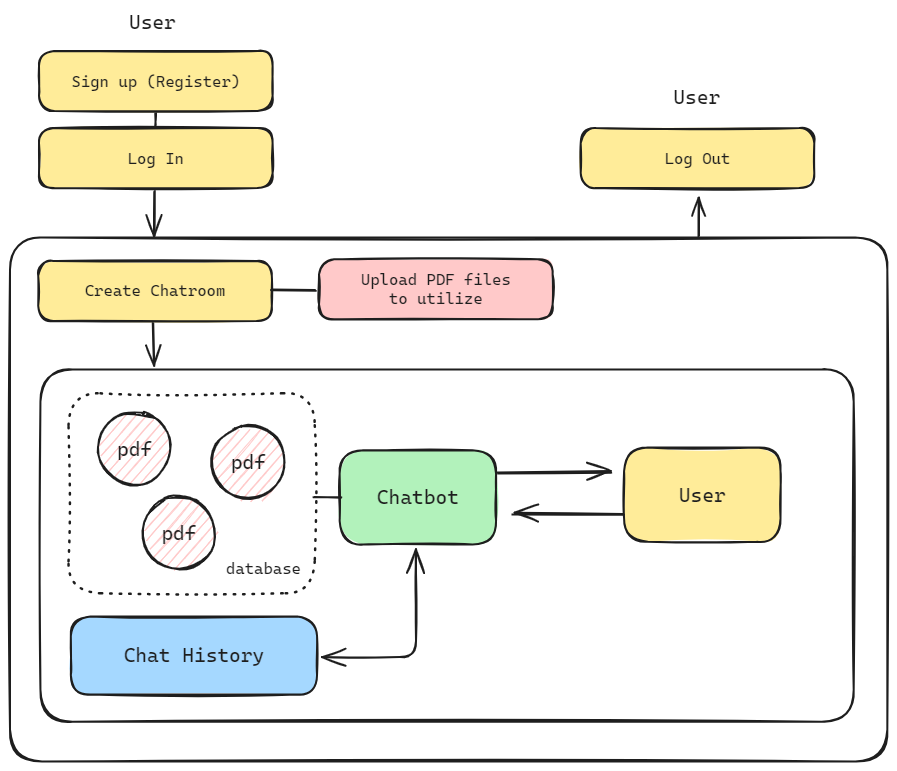 User
Sign up (Register)
Log In
User
Log Out
Create Chatroom
Upload PDF files
to utilize
pdf
pdf
pdf
database
Chatbot
User
Chat History